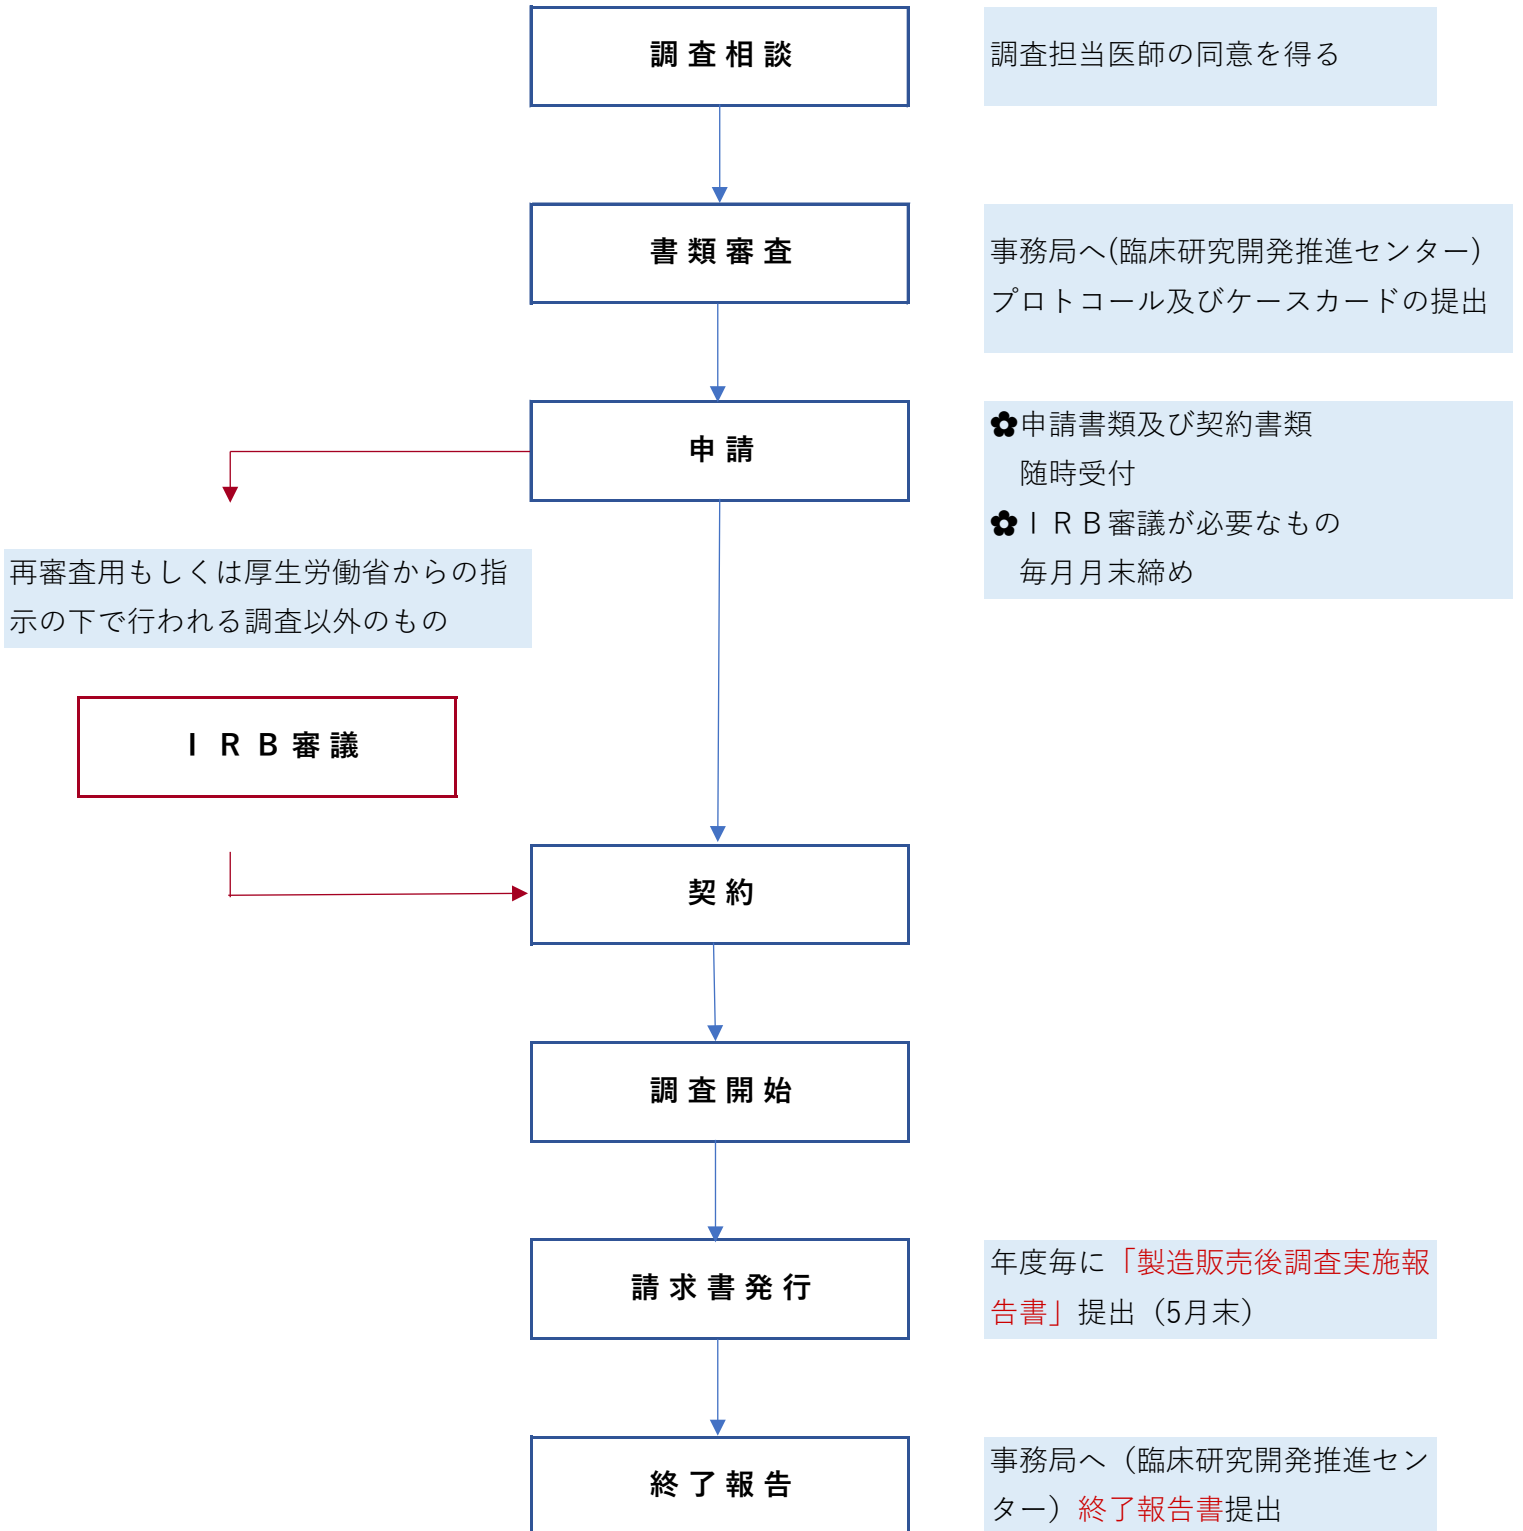 調査相談
調査担当医師の同意を得る
書類審査
事務局へ(臨床研究開発推進センター)
プロトコール及びケースカードの提出
申請
✿申請書類及び契約書類
随時受付
✿ＩＲＢ審議が必要なもの
毎月月末締め
再審査用もしくは厚生労働省からの指
示の下で行われる調査以外のもの
ＩＲＢ審議
契約
調査開始
請求書発行
年度毎に「製造販売後調査実施報
告書」提出（5月末）
終了報告
事務局へ（臨床研究開発推進セン
ター）終了報告書提出